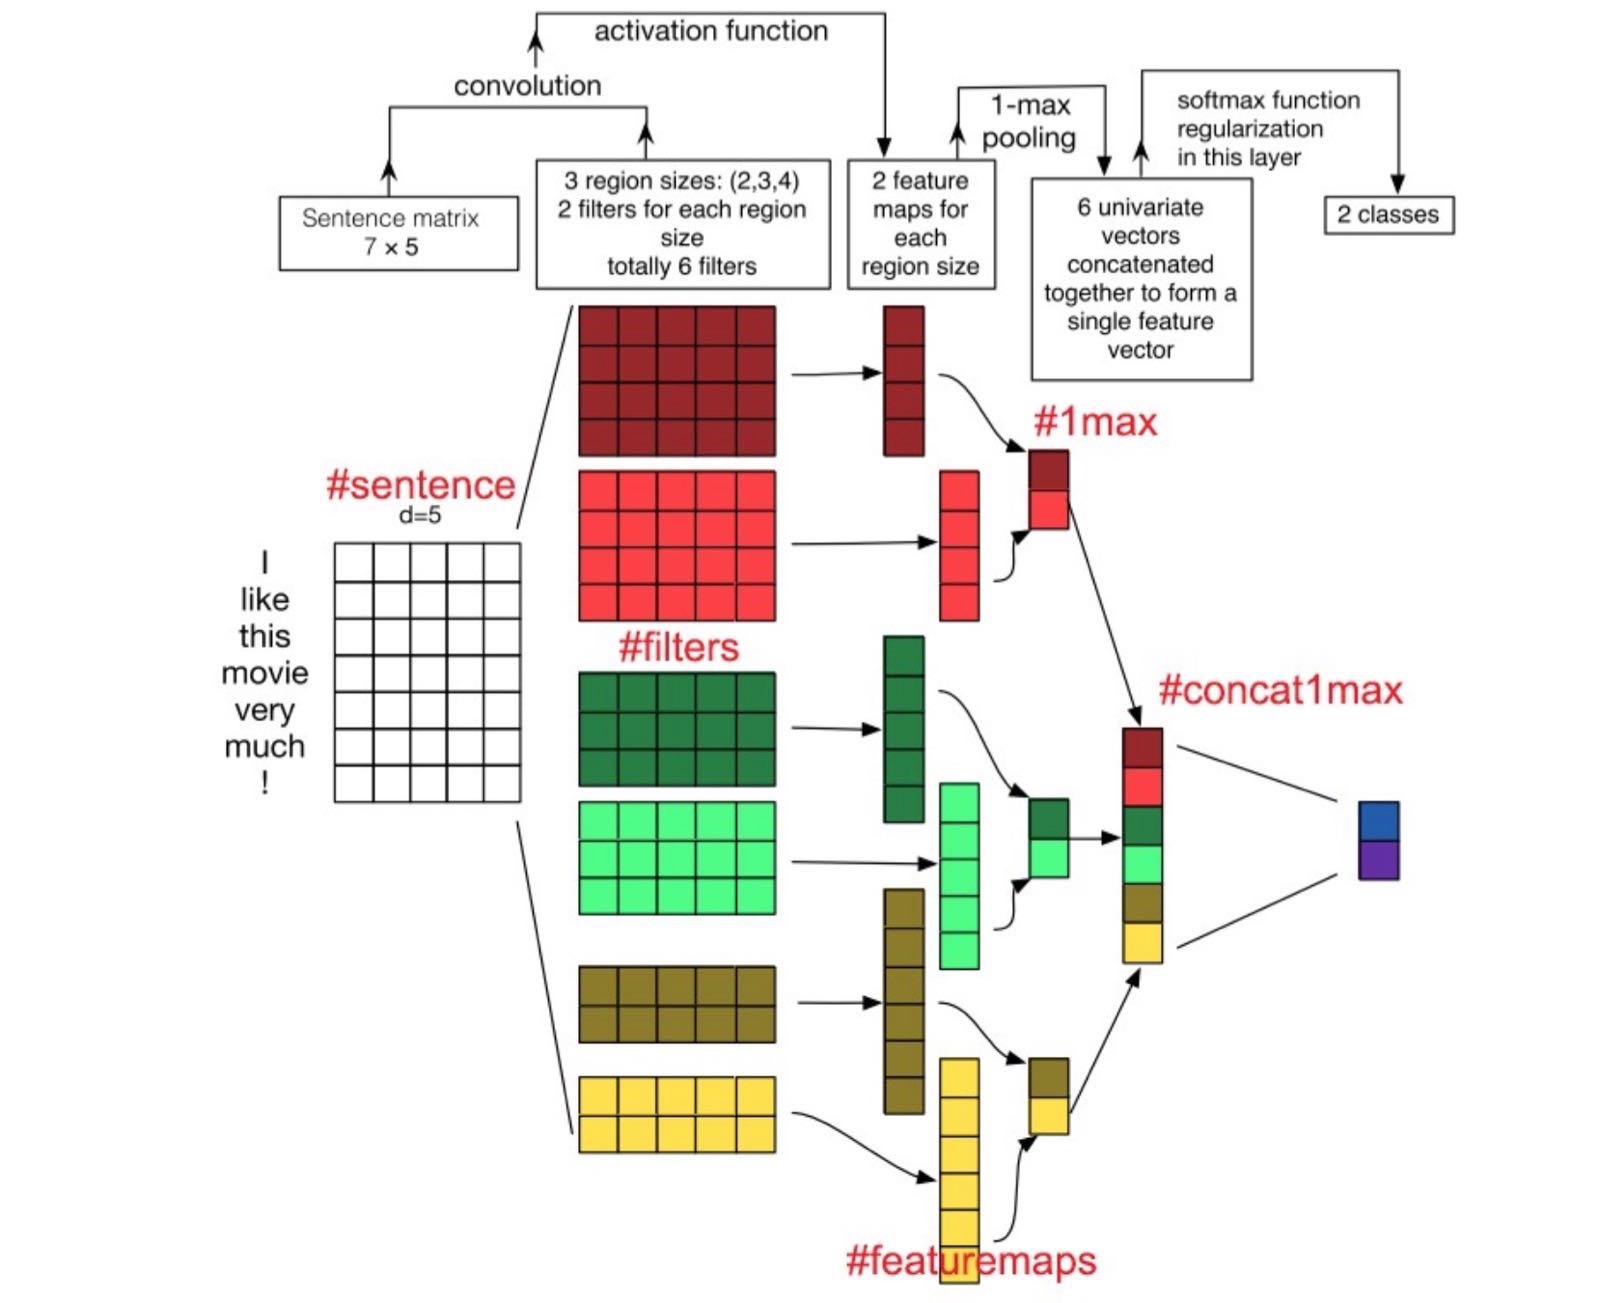 activation function
convolution
1-max
pooling
softmax function
regularization
in this layer
Sentence matrix
7 × 5
3 region sizes: (2,3,4)
2 filters for each region
size
totally 6 filters
2 feature
maps for
each
region size
6 univariate
vectors
concatenated
together to form a
single feature
vector
2 classes
#1max
#sentence
d=5
I
like
this
movie
very
much
!
#filters
#concat1max
#featuremaps